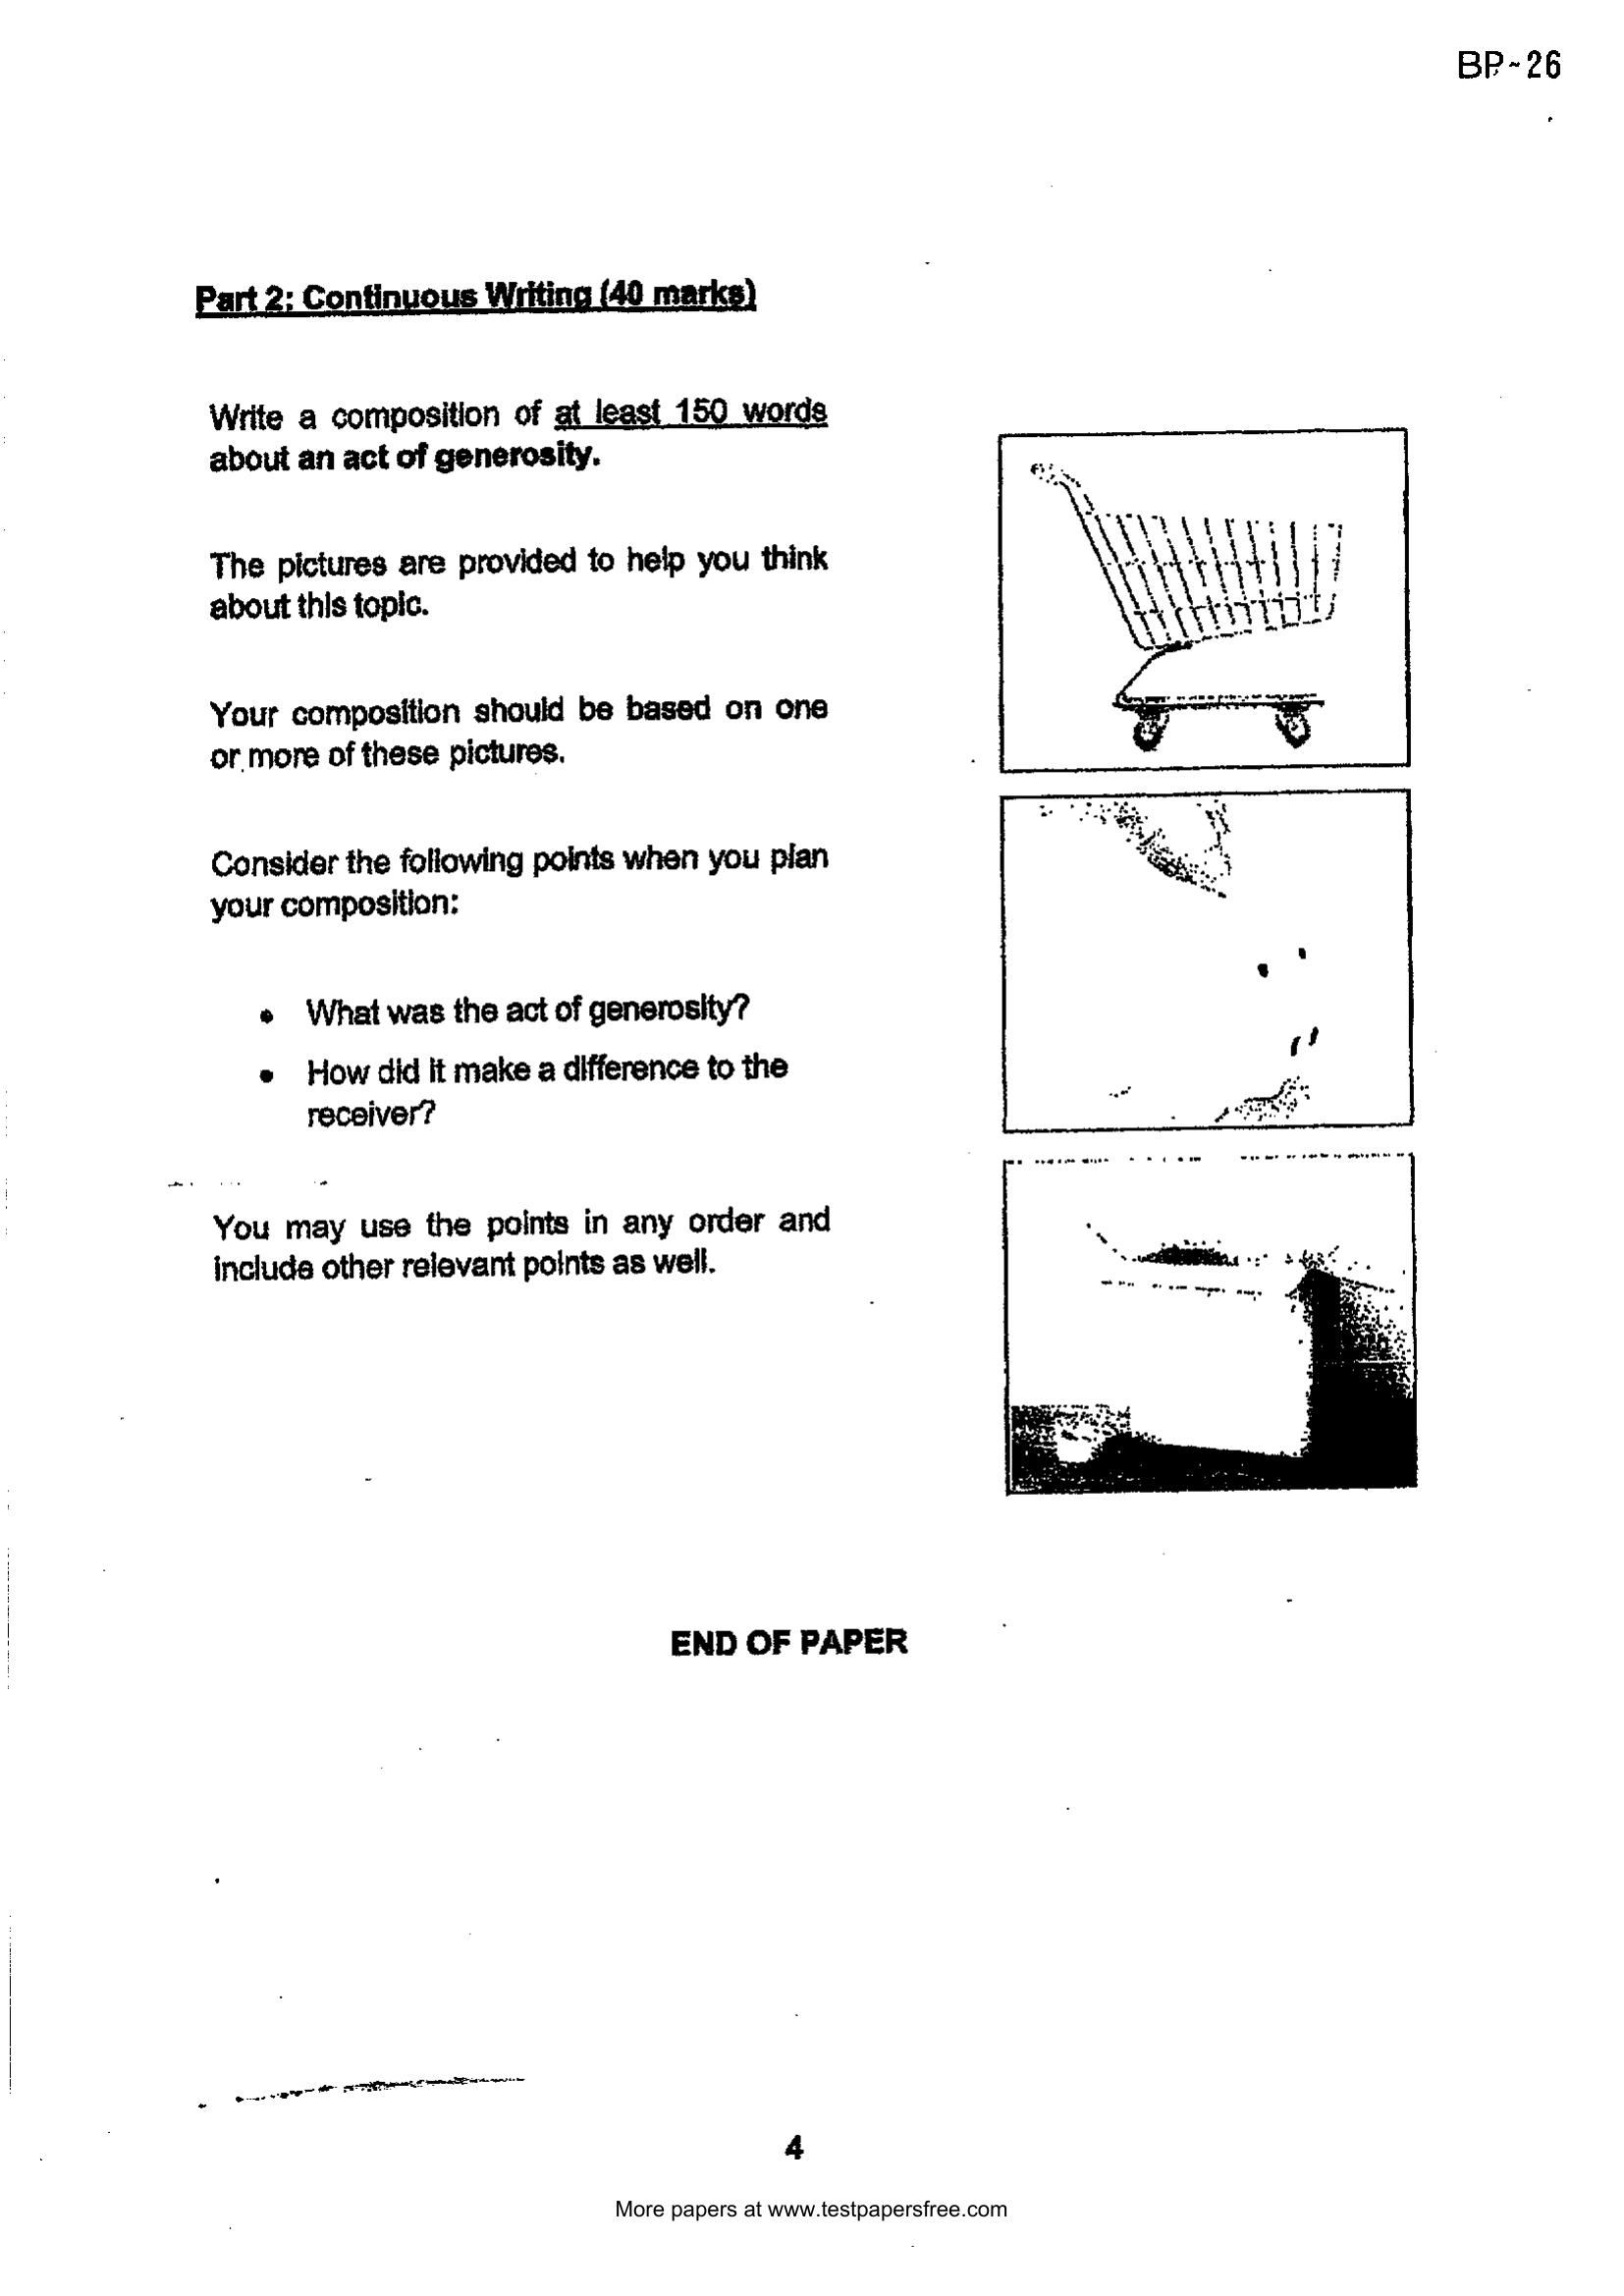 BP-26
Part 2: Continuous Writing (40 marks)
Write a composition of at least 150 words
about an act of generosity.
The pictures are provided to help you think
about this topic.
Your composition should be based on one
or more of these pictures.
Consider the following points when you plan
your composition:
• What was the act of generosity?
• How did it make a difference to the
receiver?
You may use the points in any order and
include other relevant points as well.
END OF PAPER
4
More papers at www.testpapersfree.com